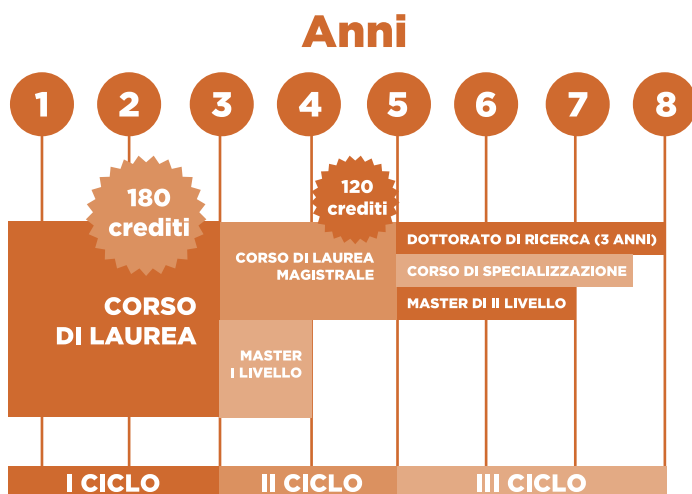 Anni
1 2 3 4 5 6 7 8
180
crediti
120
crediti
CORSO
DI LAUREA
CORSO DI LAUREA
MAGISTRALE
MASTER
I LIVELLO
DOTTORATO DI RICERCA (3 ANNI)
CORSO DI SPECIALIZZAZIONE
MASTER DI II LIVELLO
I CICLO
II CICLO
III CICLO